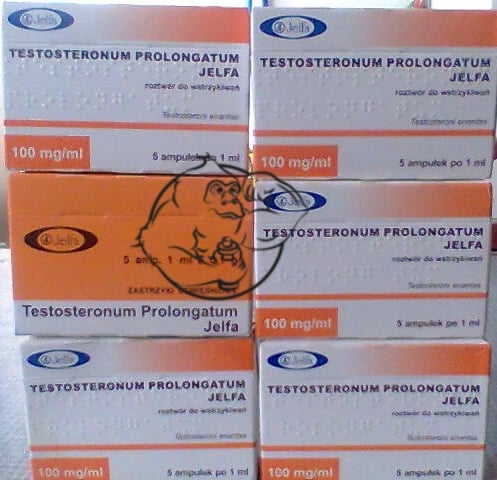 Jelfa
TESTOSTERONUM PROLONGATUM
JELFA
roztwór do wstrzykiwań
Testosteroni enantas
100 mg/ml
5 ampułek po 1 ml
Jelfa
TESTOSTERONUM PROLONGATUM
JELFA
roztwór do wstrzykiwań
Testosteroni enantas
100 mg/ml
5 ampułek po 1 ml
Jelfa
5 amp. 1 ml
ZASTRZYKI
Testosteronum Prolongatum
Jelfa
Jelfa
TESTOSTERONUM PROLONGATUM
JELFA
roztwór do wstrzykiwań
Testosteroni enantas
100 mg/ml
5 ampułek po 1 ml
Jelfa
TESTOSTERONUM PROLONGATUM
JELFA
roztwór do wstrzykiwań
Testosteroni enantas
100 mg/ml
5 ampułek po 1 ml
Jelfa
TESTOSTERONUM PROLONGATUM
JELFA
roztwór do wstrzykiwań
Testosteroni enantas
100 mg/ml
5 ampułek po 1 ml